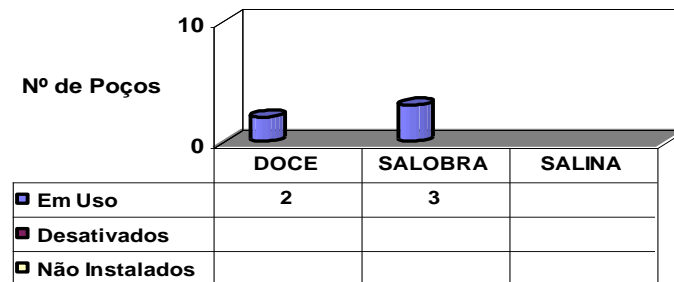 10
Nº de Poços
0
DOCE SALOBRA SALINA
Em Uso 2 3
Desativados
Não Instalados